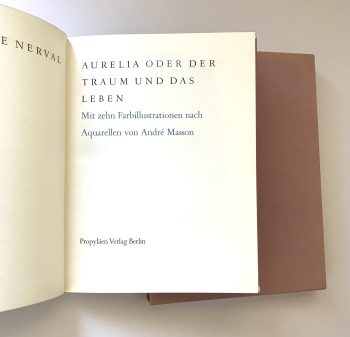 E NERVAL
AURELIA ODER DER
TRAUM UND DAS
LEBEN
Mit zehn Farbillustrationen nach
Aquarellen von André Masson
Propyläen Verlag Berlin